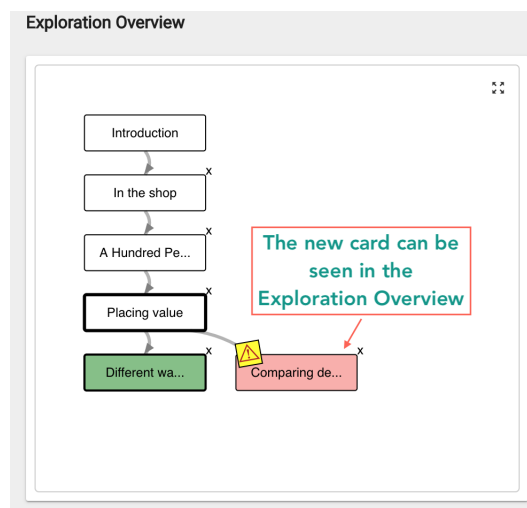 Exploration Overview
Introduction
x
In the shop
x
A Hundred Pe...
The new card can be
seen in the
Exploration Overview
x
Placing value
x
Different wa...
x
Comparing de...